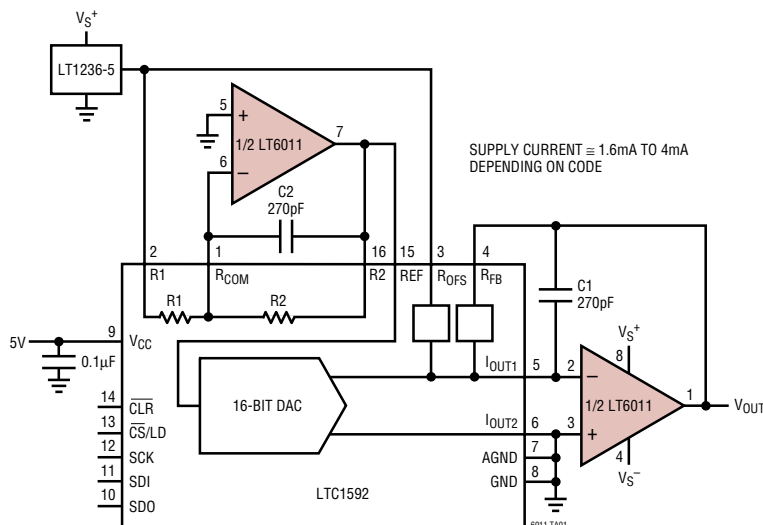 VS+
LT1236-5
5
+
1/2 LT6011
7
6
–
C2
270pF
SUPPLY CURRENT ≅ 1.6mA TO 4mA
DEPENDING ON CODE
2
1
16
15
3
4
R1
RCOM
R2
REF
ROFS
RFB
R1
R2
C1
270pF
5V
9
VCC
0.1µF
VS+
8
IOUT1
5
2
–
1/2 LT6011
1
VOUT
16-BIT DAC
IOUT2
6
3
+
4
VS–
14
CLR
13
CS/LD
12
SCK
11
SDI
10
SDO
AGND
7
GND
8
LTC1592
6011 TA01